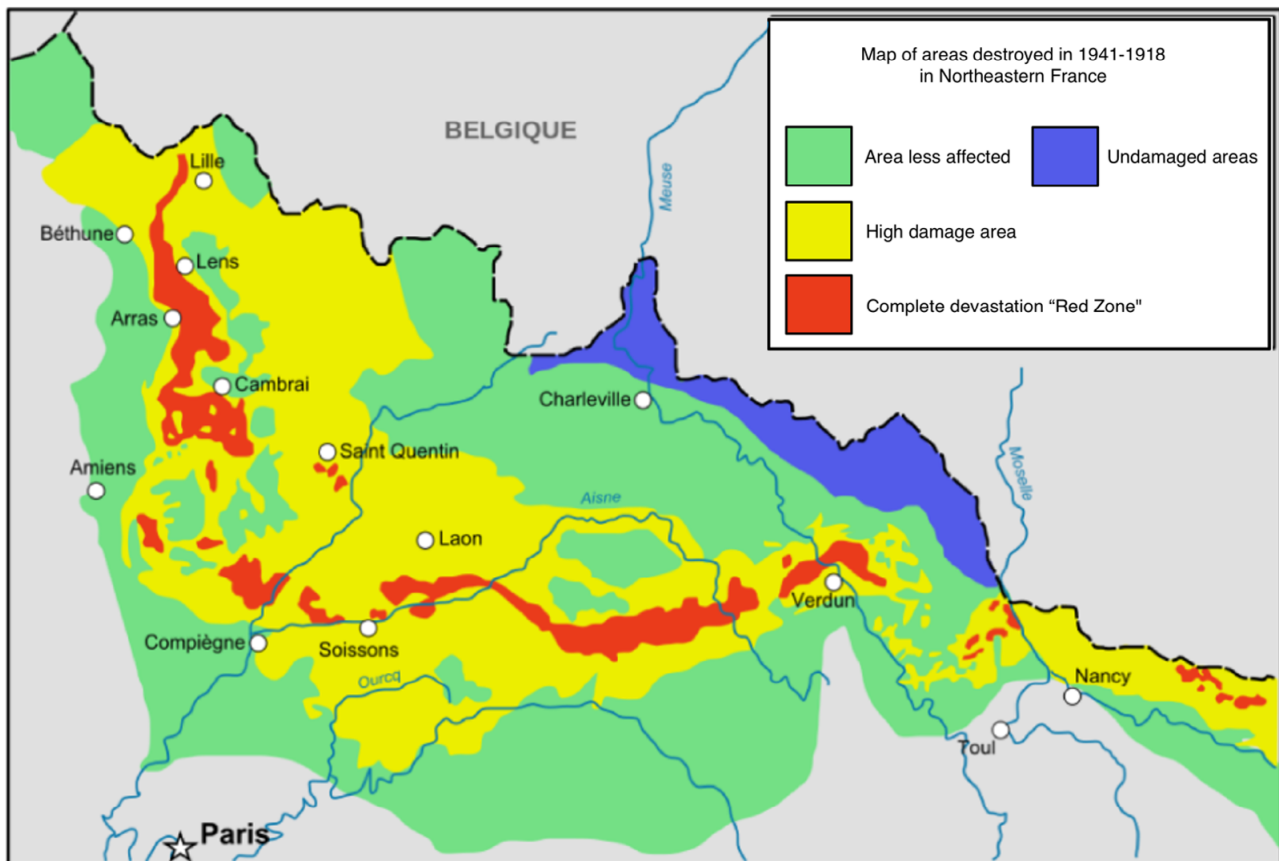 Map of areas destroyed in 1941-1918
in Northeastern France
Area less affected
Undamaged areas
High damage area
Complete devastation “Red Zone"
BELGIQUE
Meuse
Lille
Béthune
Lens
Arras
Cambrai
Charleville
Saint Quentin
Amiens
Moselle
Aisne
Laon
Verdun
Compiègne
Soissons
Ourcq
Nancy
Toul
Paris